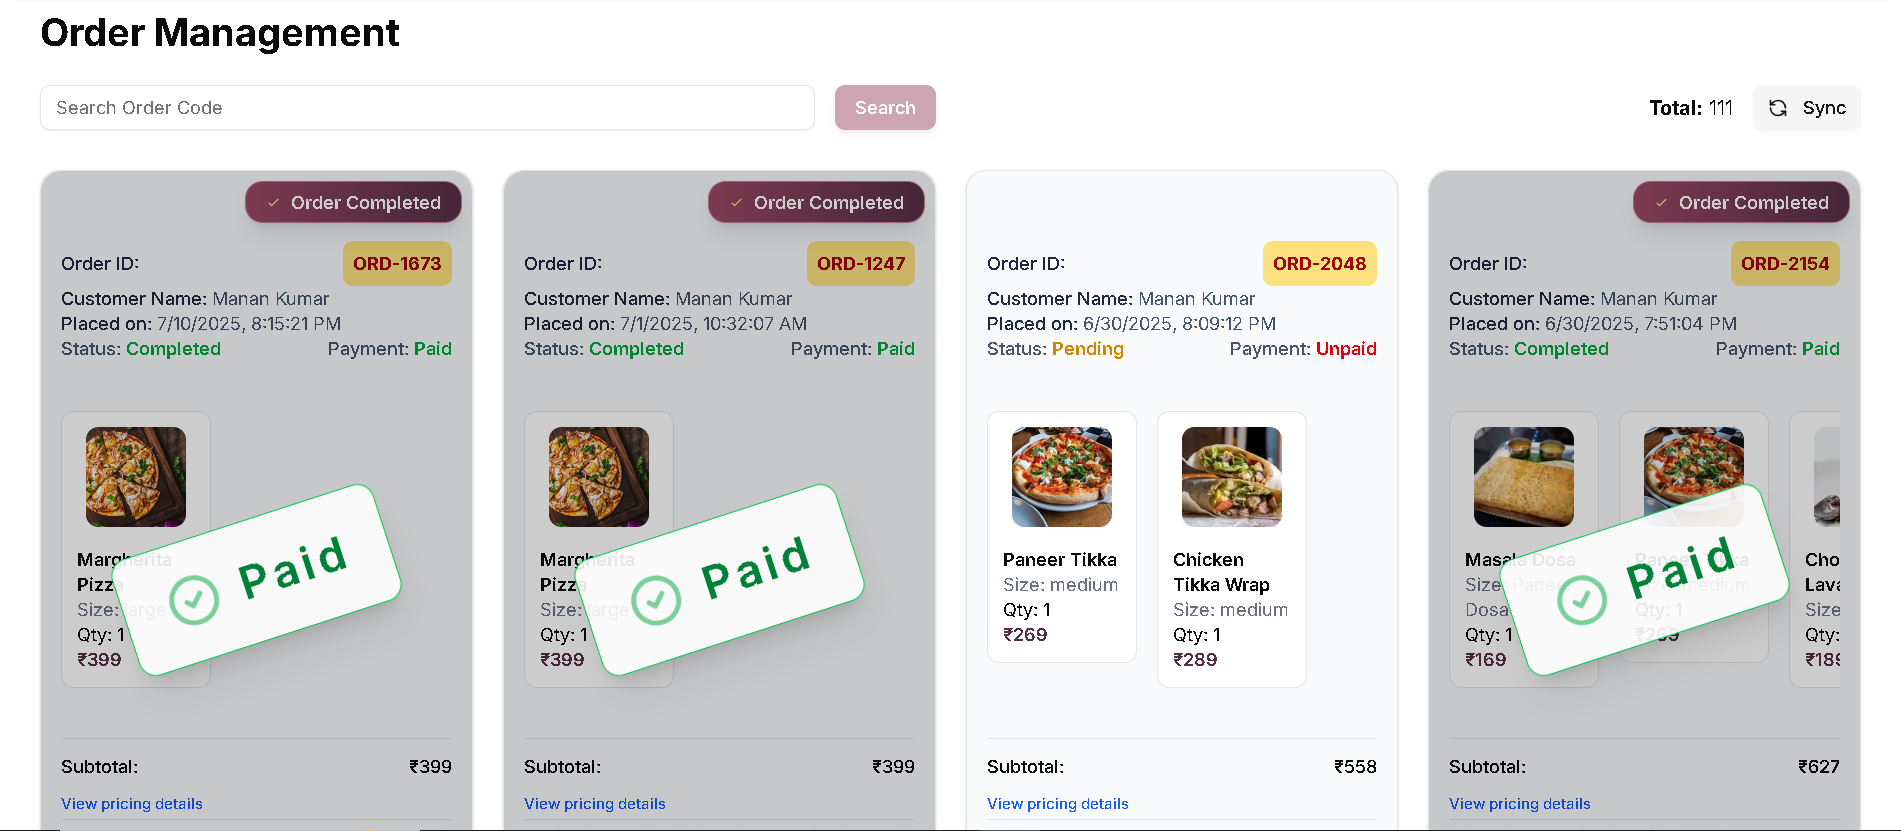 Order Management
Search Order Code
Search
Total: 111
Sync
Order Completed
Order ID: ORD-1673
Customer Name: Manan Kumar
Placed on: 7/10/2025, 8:15:21 PM
Status: Completed Payment: Paid
Margherita
Pizza
Size: large
Qty: 1
₹399
Paid
Subtotal: ₹399
View pricing details
Order Completed
Order ID: ORD-1247
Customer Name: Manan Kumar
Placed on: 7/1/2025, 10:32:07 AM
Status: Completed Payment: Paid
Margherita
Pizza
Size: large
Qty: 1
₹399
Paid
Subtotal: ₹399
View pricing details
Order ID: ORD-2048
Customer Name: Manan Kumar
Placed on: 6/30/2025, 8:09:12 PM
Status: Pending Payment: Unpaid
Paneer Tikka
Size: medium
Qty: 1
₹269
Chicken
Tikka Wrap
Size: medium
Qty: 1
₹289
Subtotal: ₹558
View pricing details
Order Completed
Order ID: ORD-2154
Customer Name: Manan Kumar
Placed on: 6/30/2025, 7:51:04 PM
Status: Completed Payment: Paid
Masala Dosa
Size: Paneer
Dosa
Qty: 1
₹169
Paneer Tikka
Size: medium
Qty: 1
₹269
Cho
Lava
Size
Qty:
₹189
Paid
Subtotal: ₹627
View pricing details